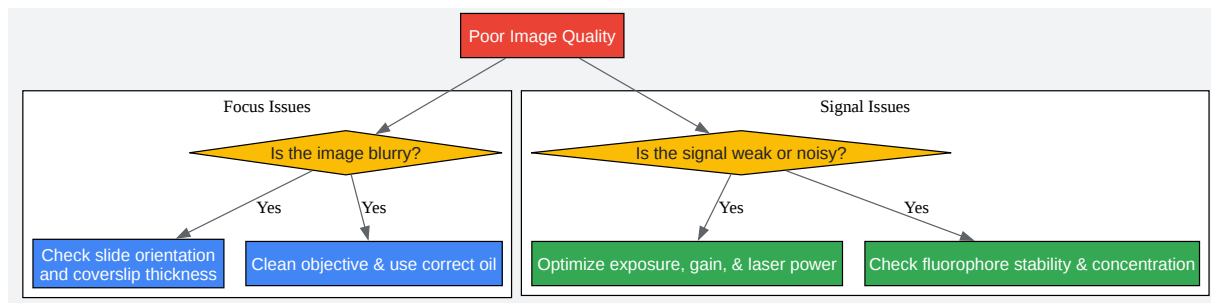 Poor Image Quality
Focus Issues
Signal Issues
Is the image blurry?
Is the signal weak or noisy?
Yes
Yes
Yes
Yes
Check slide orientation
and coverslip thickness
Clean objective & use correct oil
Optimize exposure, gain, & laser power
Check fluorophore stability & concentration